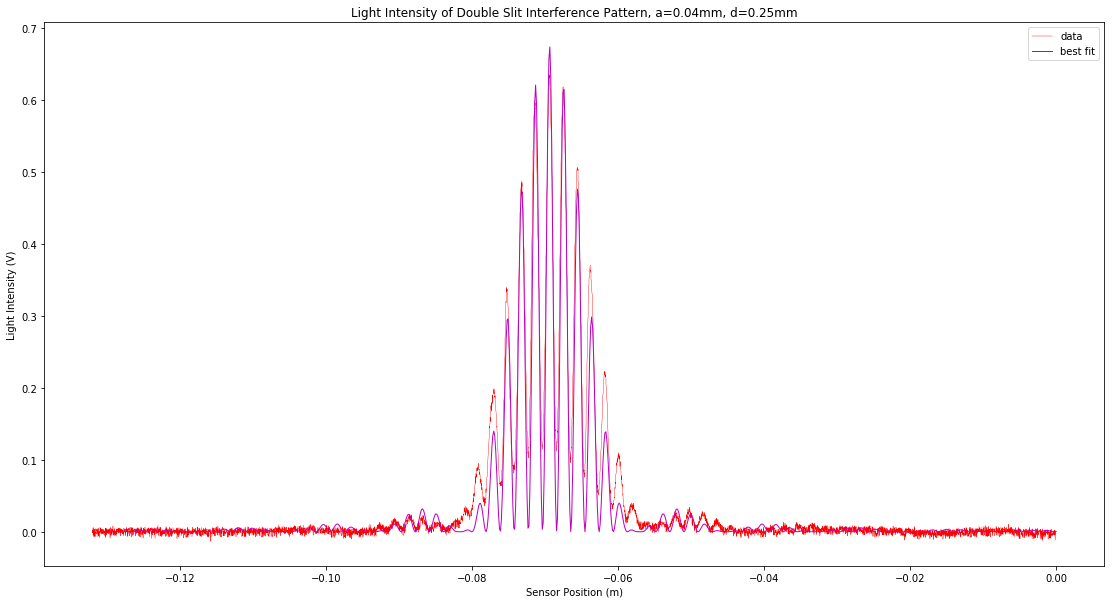 Light Intensity of Double Slit Interference Pattern, a=0.04mm, d=0.25mm
data
best fit
0.7
0.6
0.5
0.4
0.3
0.2
0.1
0.0
Light Intensity (V)
−0.12 −0.10 −0.08 −0.06 −0.04 −0.02 0.00
Sensor Position (m)